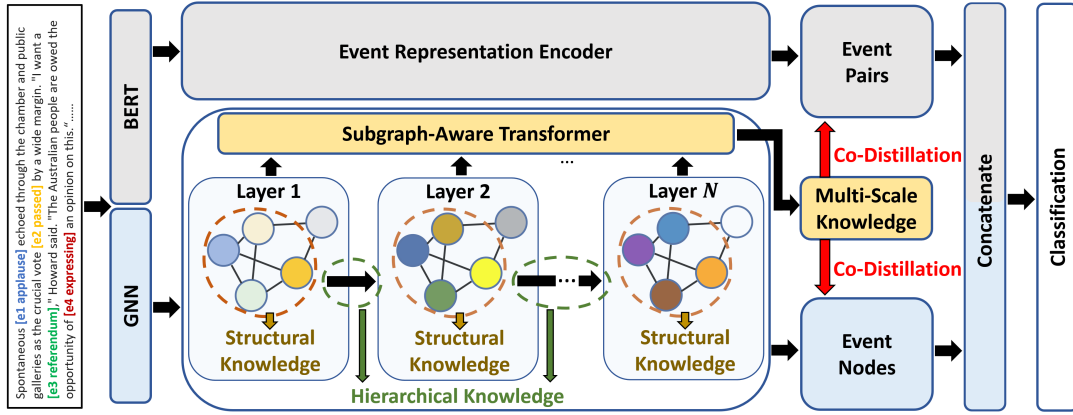 Spontaneous [e1 applause] echoed through the chamber and public
galleries as the crucial vote [e2 passed] by a wide margin. "I want a
[e3 referendum]," Howard said. "The Australian people are owed the
opportunity of [e4 expressing] an opinion on this." ......
BERT
GNN
Event Representation Encoder
Subgraph-Aware Transformer
...
Layer 1
Layer 2
Layer N
...
...
Structural
Knowledge
Structural
Knowledge
Structural
Knowledge
Hierarchical Knowledge
Event
Pairs
Co-Distillation
Multi-Scale
Knowledge
Co-Distillation
Event
Nodes
Concatenate
Classification